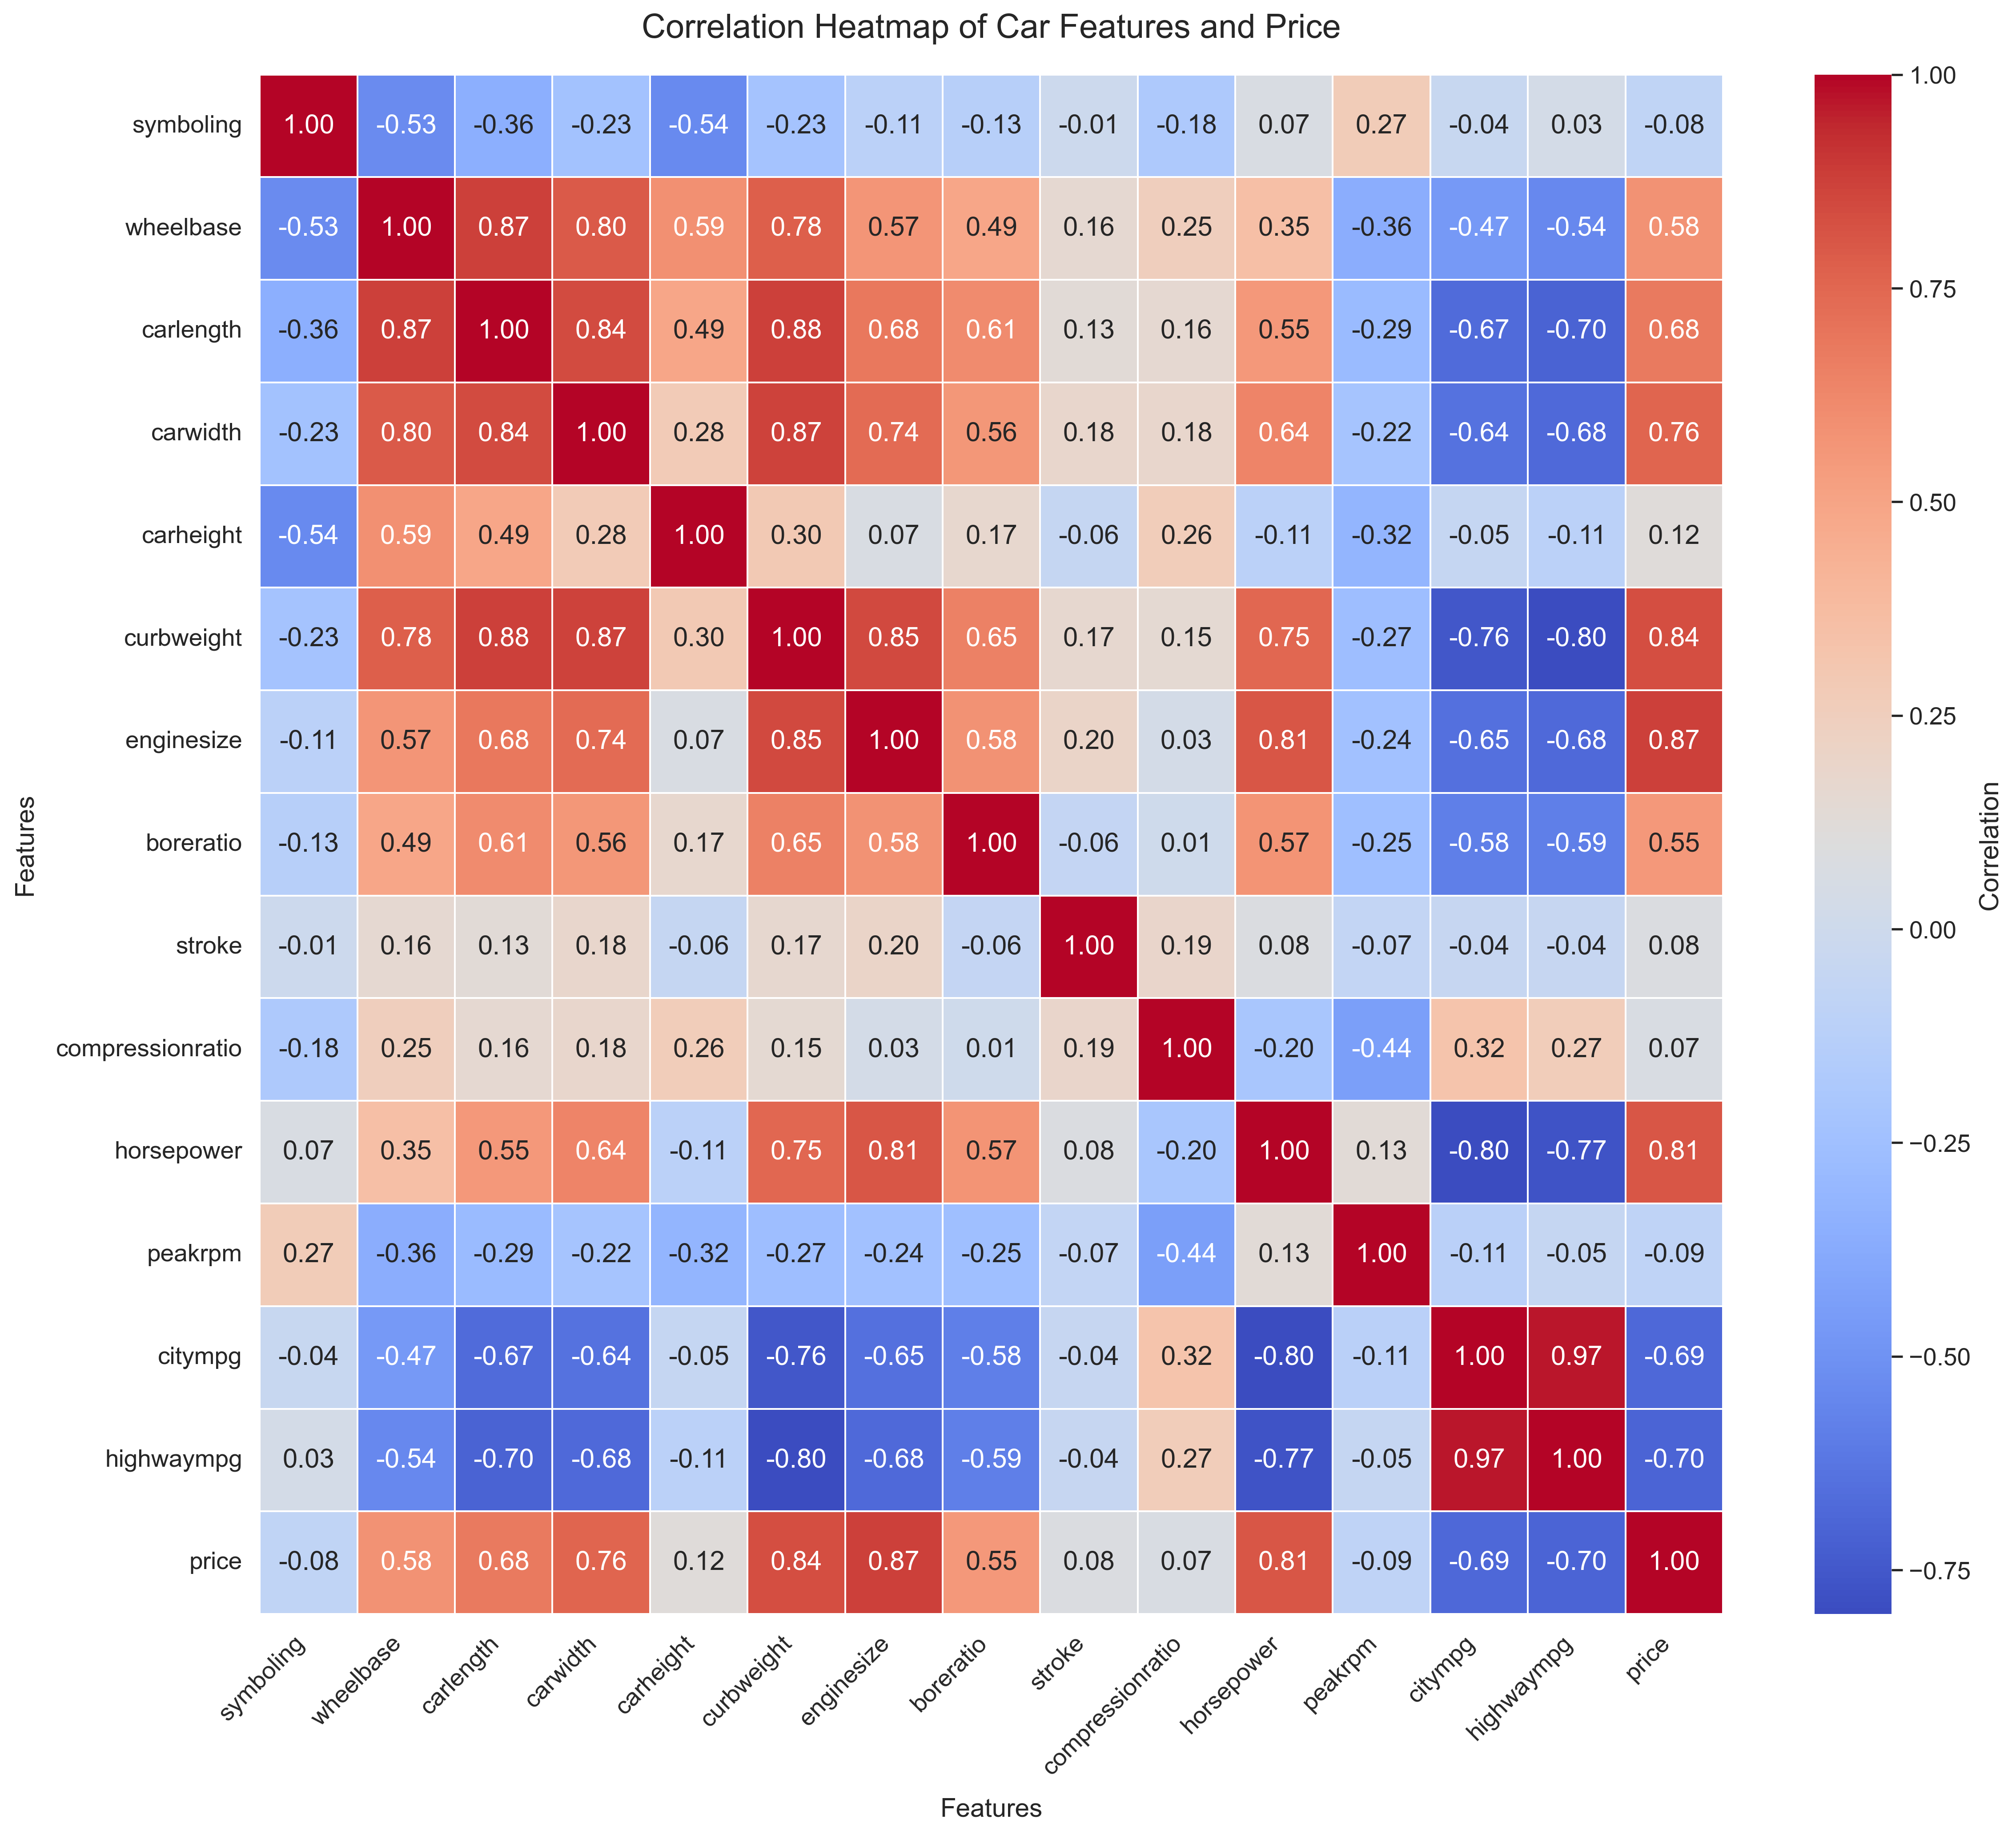 Correlation Heatmap of Car Features and Price
symboling 1.00 -0.53 -0.36 -0.23 -0.54 -0.23 -0.11 -0.13 -0.01 -0.18 0.07 0.27 -0.04 0.03 -0.08
wheelbase -0.53 1.00 0.87 0.80 0.59 0.78 0.57 0.49 0.16 0.25 0.35 -0.36 -0.47 -0.54 0.58
carlength -0.36 0.87 1.00 0.84 0.49 0.88 0.68 0.61 0.13 0.16 0.55 -0.29 -0.67 -0.70 0.68
carwidth -0.23 0.80 0.84 1.00 0.28 0.87 0.74 0.56 0.18 0.18 0.64 -0.22 -0.64 -0.68 0.76
carheight -0.54 0.59 0.49 0.28 1.00 0.30 0.07 0.17 -0.06 0.26 -0.11 -0.32 -0.05 -0.11 0.12
curbweight -0.23 0.78 0.88 0.87 0.30 1.00 0.85 0.65 0.17 0.15 0.75 -0.27 -0.76 -0.80 0.84
enginesize -0.11 0.57 0.68 0.74 0.07 0.85 1.00 0.58 0.20 0.03 0.81 -0.24 -0.65 -0.68 0.87
boreratio -0.13 0.49 0.61 0.56 0.17 0.65 0.58 1.00 -0.06 0.01 0.57 -0.25 -0.58 -0.59 0.55
stroke -0.01 0.16 0.13 0.18 -0.06 0.17 0.20 -0.06 1.00 0.19 0.08 -0.07 -0.04 -0.04 0.08
compressionratio -0.18 0.25 0.16 0.18 0.26 0.15 0.03 0.01 0.19 1.00 -0.20 -0.44 0.32 0.27 0.07
horsepower 0.07 0.35 0.55 0.64 -0.11 0.75 0.81 0.57 0.08 -0.20 1.00 0.13 -0.80 -0.77 0.81
peakrpm 0.27 -0.36 -0.29 -0.22 -0.32 -0.27 -0.24 -0.25 -0.07 -0.44 0.13 1.00 -0.11 -0.05 -0.09
citympg -0.04 -0.47 -0.67 -0.64 -0.05 -0.76 -0.65 -0.58 -0.04 0.32 -0.80 -0.11 1.00 0.97 -0.69
highwaympg 0.03 -0.54 -0.70 -0.68 -0.11 -0.80 -0.68 -0.59 -0.04 0.27 -0.77 -0.05 0.97 1.00 -0.70
price -0.08 0.58 0.68 0.76 0.12 0.84 0.87 0.55 0.08 0.07 0.81 -0.09 -0.69 -0.70 1.00
symboling wheelbase carlength carwidth carheight curbweight enginesize boreratio stroke compressionratio horsepower peakrpm citympg highwaympg price
Features
Features
1.00
0.75
0.50
0.25
0.00
−0.25
−0.50
−0.75
Correlation